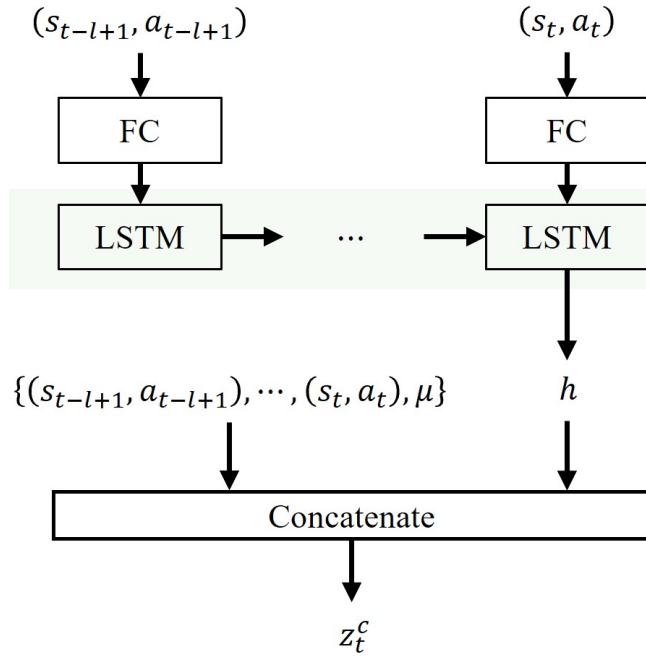 (s_{t−l+1}, a_{t−l+1}) (s_t, a_t)
FC FC
LSTM ... LSTM
{(s_{t−l+1}, a_{t−l+1}), ⋯ , (s_t, a_t), μ} h
Concatenate
z_t^c